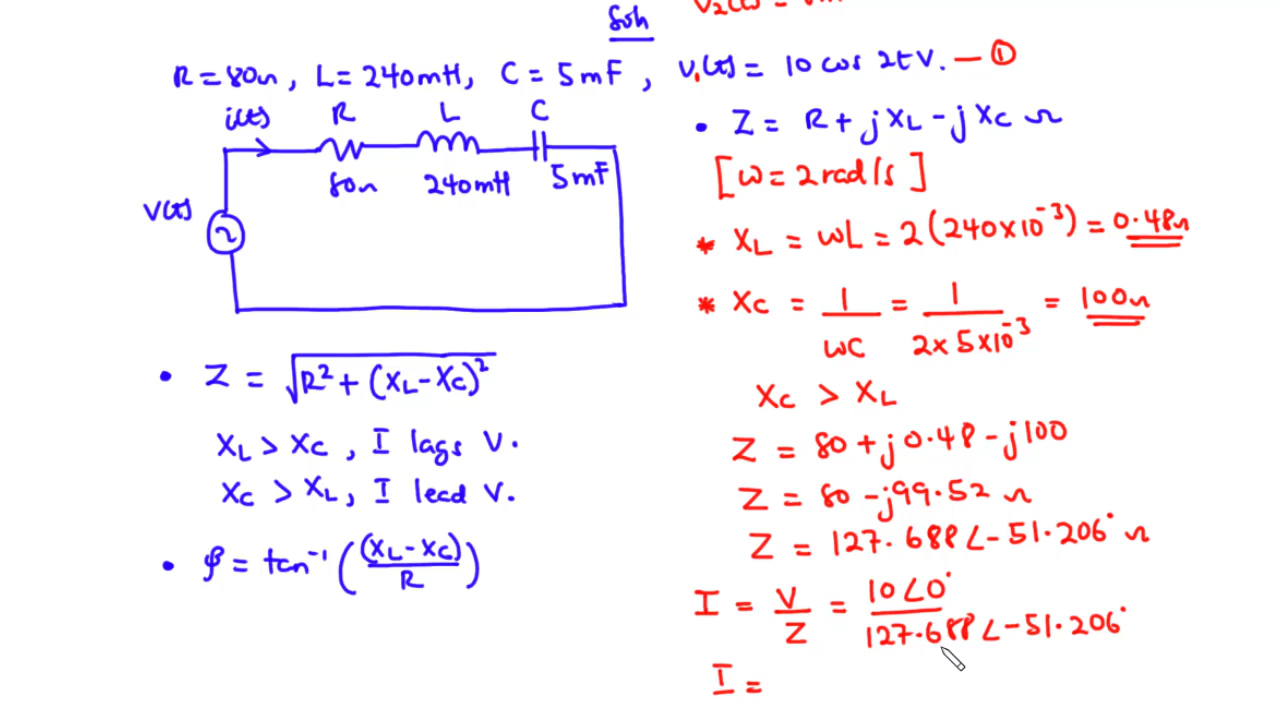 Soln
R = 80Ω, L = 240mH, C = 5mF, V₁(t) = 10 cos 2t V. — ①
i(t) R L C
80Ω 240mH 5mF
V(t)
• Z = √R² + (XL - XC)²
XL > XC, I lags V.
XC > XL, I lead V.
• φ = tan⁻¹ ((XL - XC) / R)
• Z = R + jXL - jXC Ω
[ω = 2 rad/s]
* XL = ωL = 2(240×10⁻³) = 0.48Ω
* XC = 1/ωC = 1/2×5×10⁻³ = 100Ω
XC > XL
Z = 80 + j0.48 - j100
Z = 80 - j99.52 Ω
Z = 127.688∠-51.206° Ω
I = V/Z = 10∠0° / 127.688∠-51.206°
I =